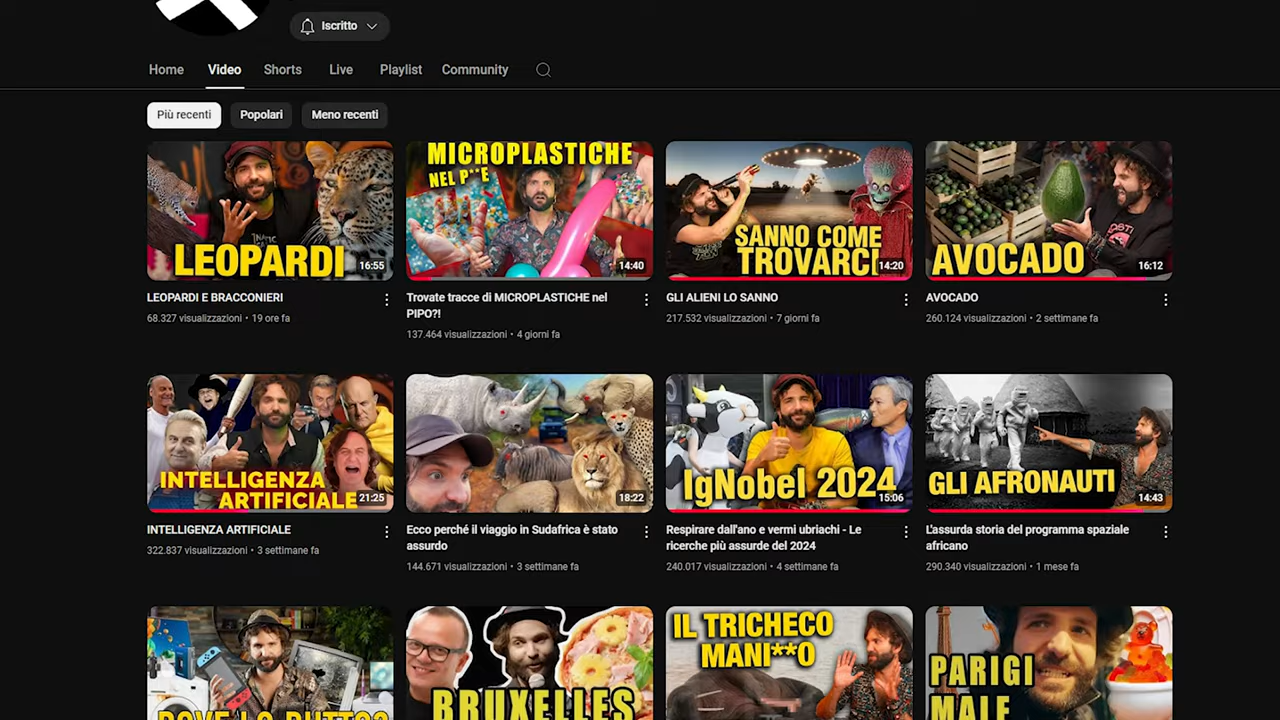 Iscritto
Home Video Shorts Live Playlist Community
Più recenti Popolari Meno recenti
LEOPARDI
16:55
MICROPLASTICHE
NEL P**E
14:40
SANNO COME
TROVARCI
14:20
AVOCADO
16:12
LEOPARDI E BRACCONIERI
68.327 visualizzazioni • 19 ore fa
Trovate tracce di MICROPLASTICHE nel
PIPO?!
137.464 visualizzazioni • 4 giorni fa
GLI ALIENI LO SANNO
217.532 visualizzazioni • 7 giorni fa
AVOCADO
260.124 visualizzazioni • 2 settimane fa
INTELLIGENZA
ARTIFICIALE
21:25
18:22
IgNobel 2024
15:06
GLI AFRONAUTI
14:43
INTELLIGENZA ARTIFICIALE
322.837 visualizzazioni • 3 settimane fa
Ecco perché il viaggio in Sudafrica è stato
assurdo
144.671 visualizzazioni • 3 settimane fa
Respirare dall'ano e vermi ubriachi - Le
ricerche più assurde del 2024
240.017 visualizzazioni • 4 settimane fa
L'assurda storia del programma spaziale
africano
290.340 visualizzazioni • 1 mese fa
DOVE LO BUTTO?
BRUXELLES
IL TRICHECO
MANI**O
PARIGI
MALE